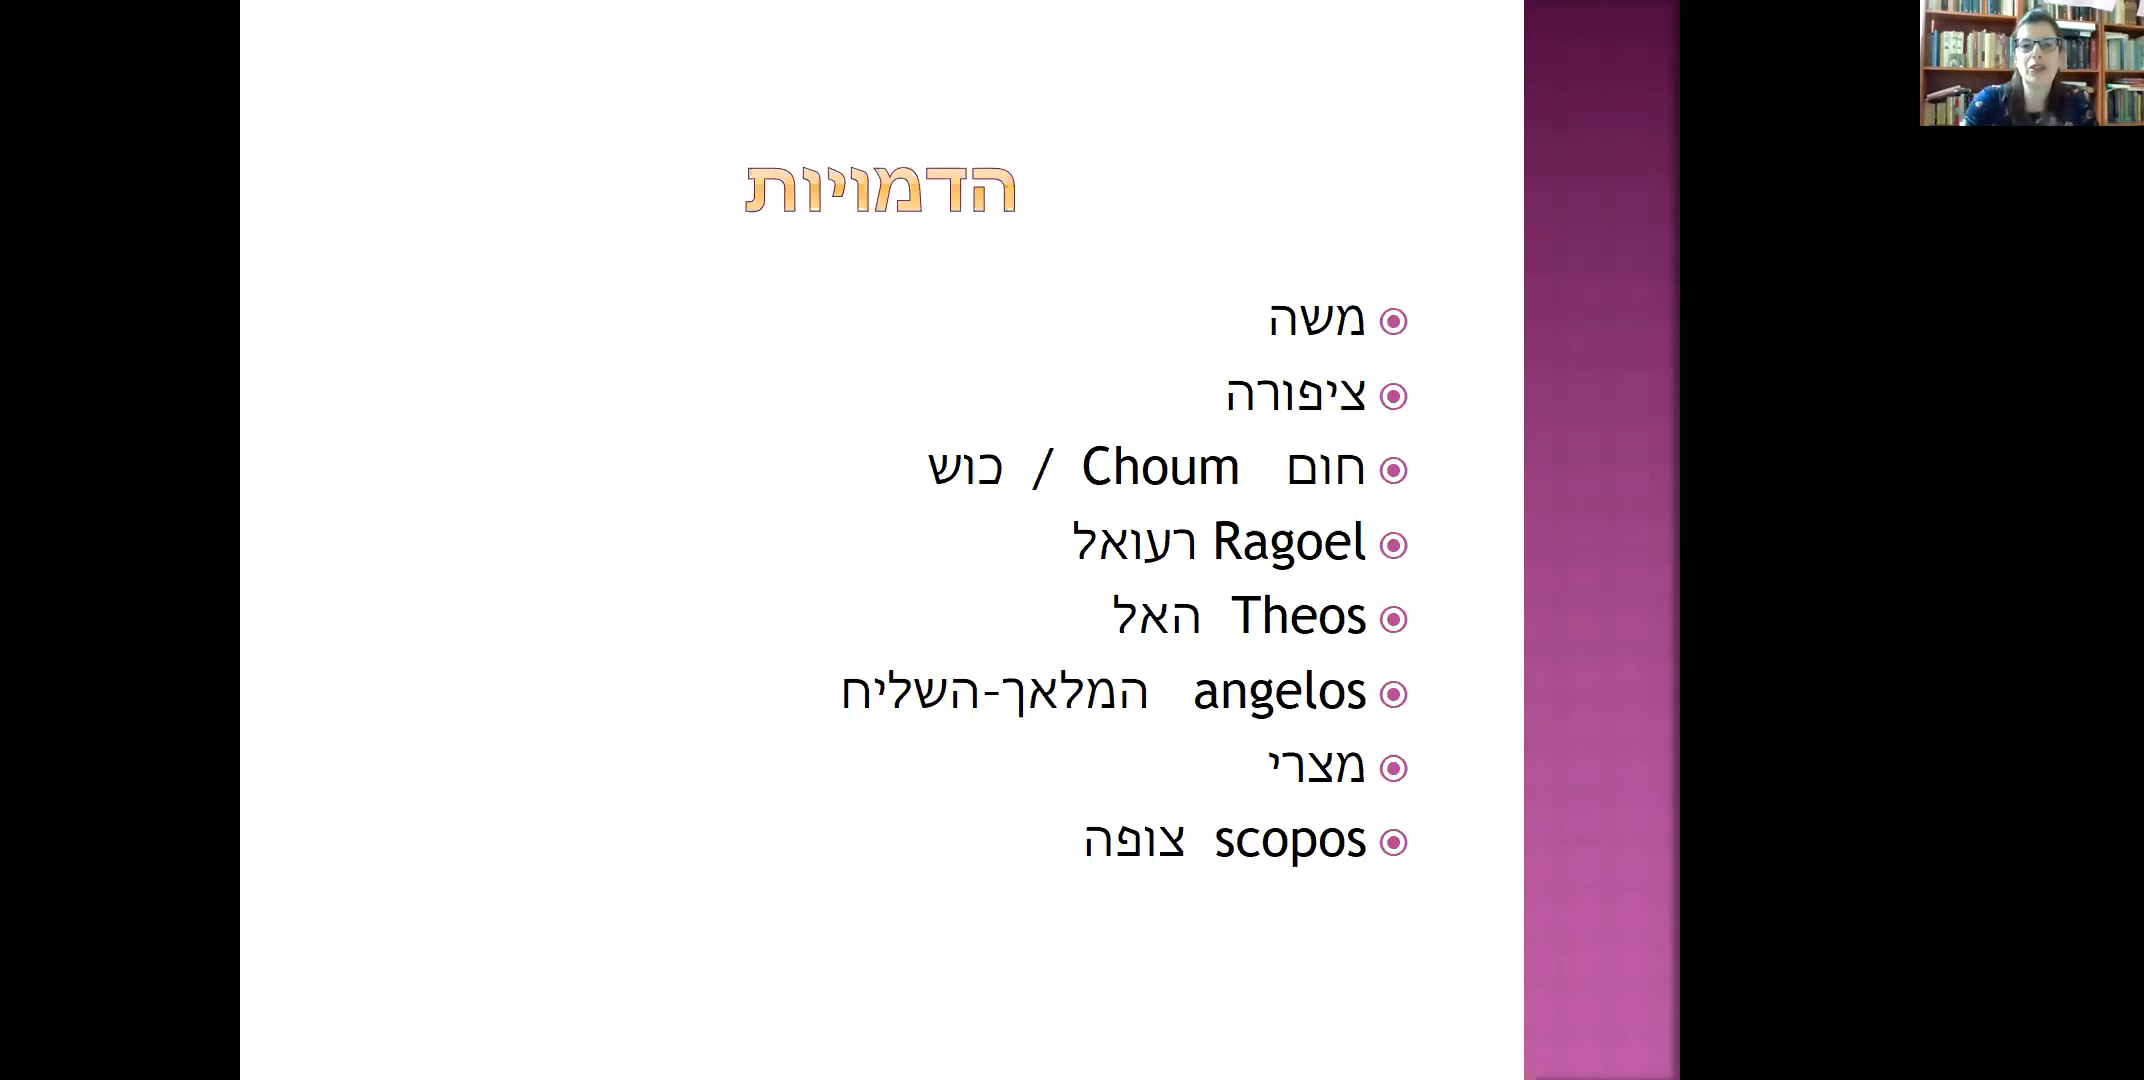 הדמויות
משה
ציפורה
חום Choum / כוש
Ragoel רעואל
Theos האל
angelos המלאך-השליח
מצרי
scopos צופה